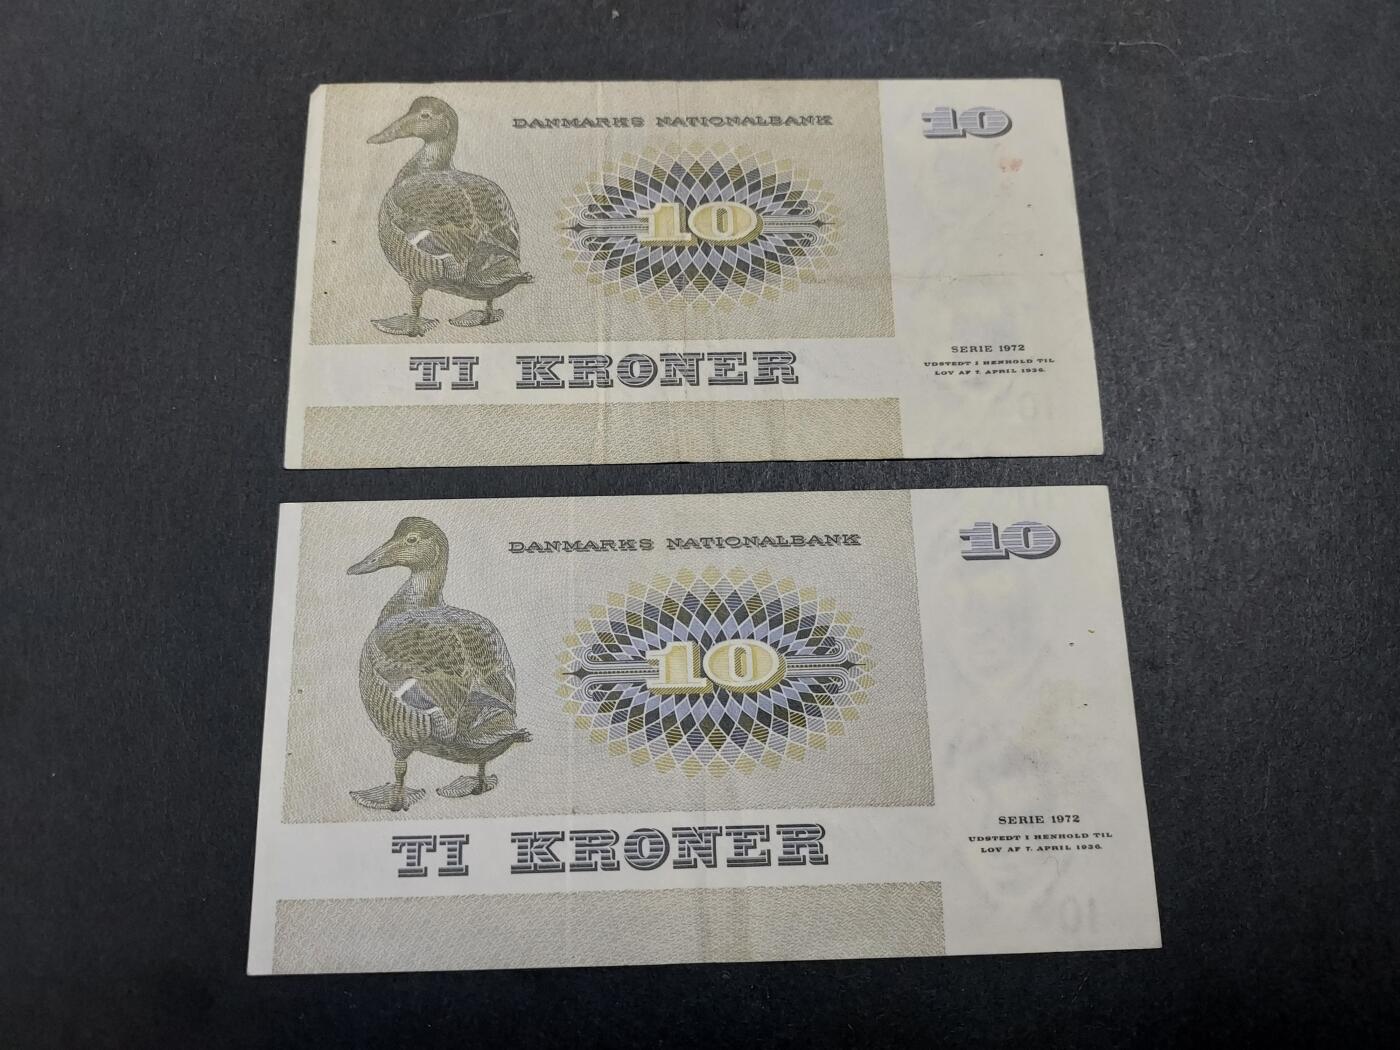 DANMARKS NATIONALBANK
10
10
TI KRONER
SERIE 1972
UDSTEDT I HENHOLD TIL
LOV AF 7. APRIL 1936.
DANMARKS NATIONALBANK
10
10
TI KRONER
SERIE 1972
UDSTEDT I HENHOLD TIL
LOV AF 7. APRIL 1936.